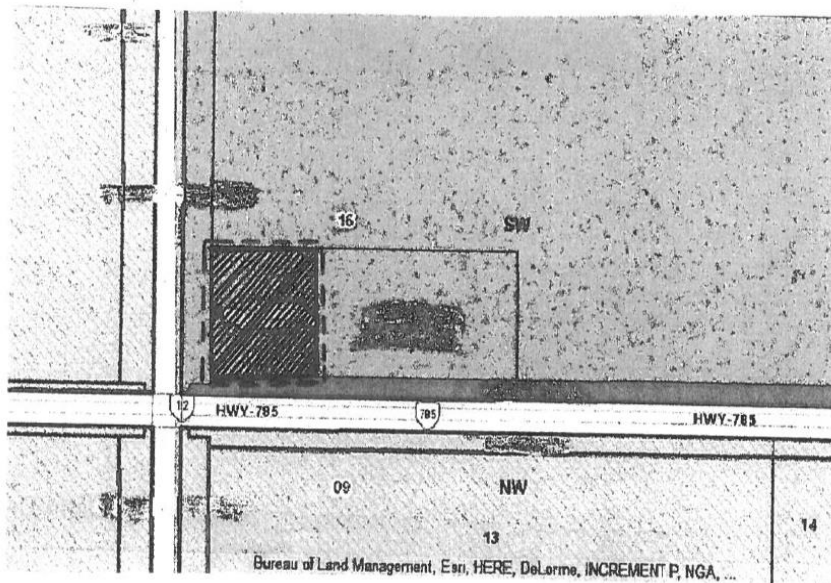 16
SW
12
HWY-785
785
HWY-785
09
NW
13
14
Bureau of Land Management, Esri, HERE, DeLorme, INCREMENT P, NGA, ...